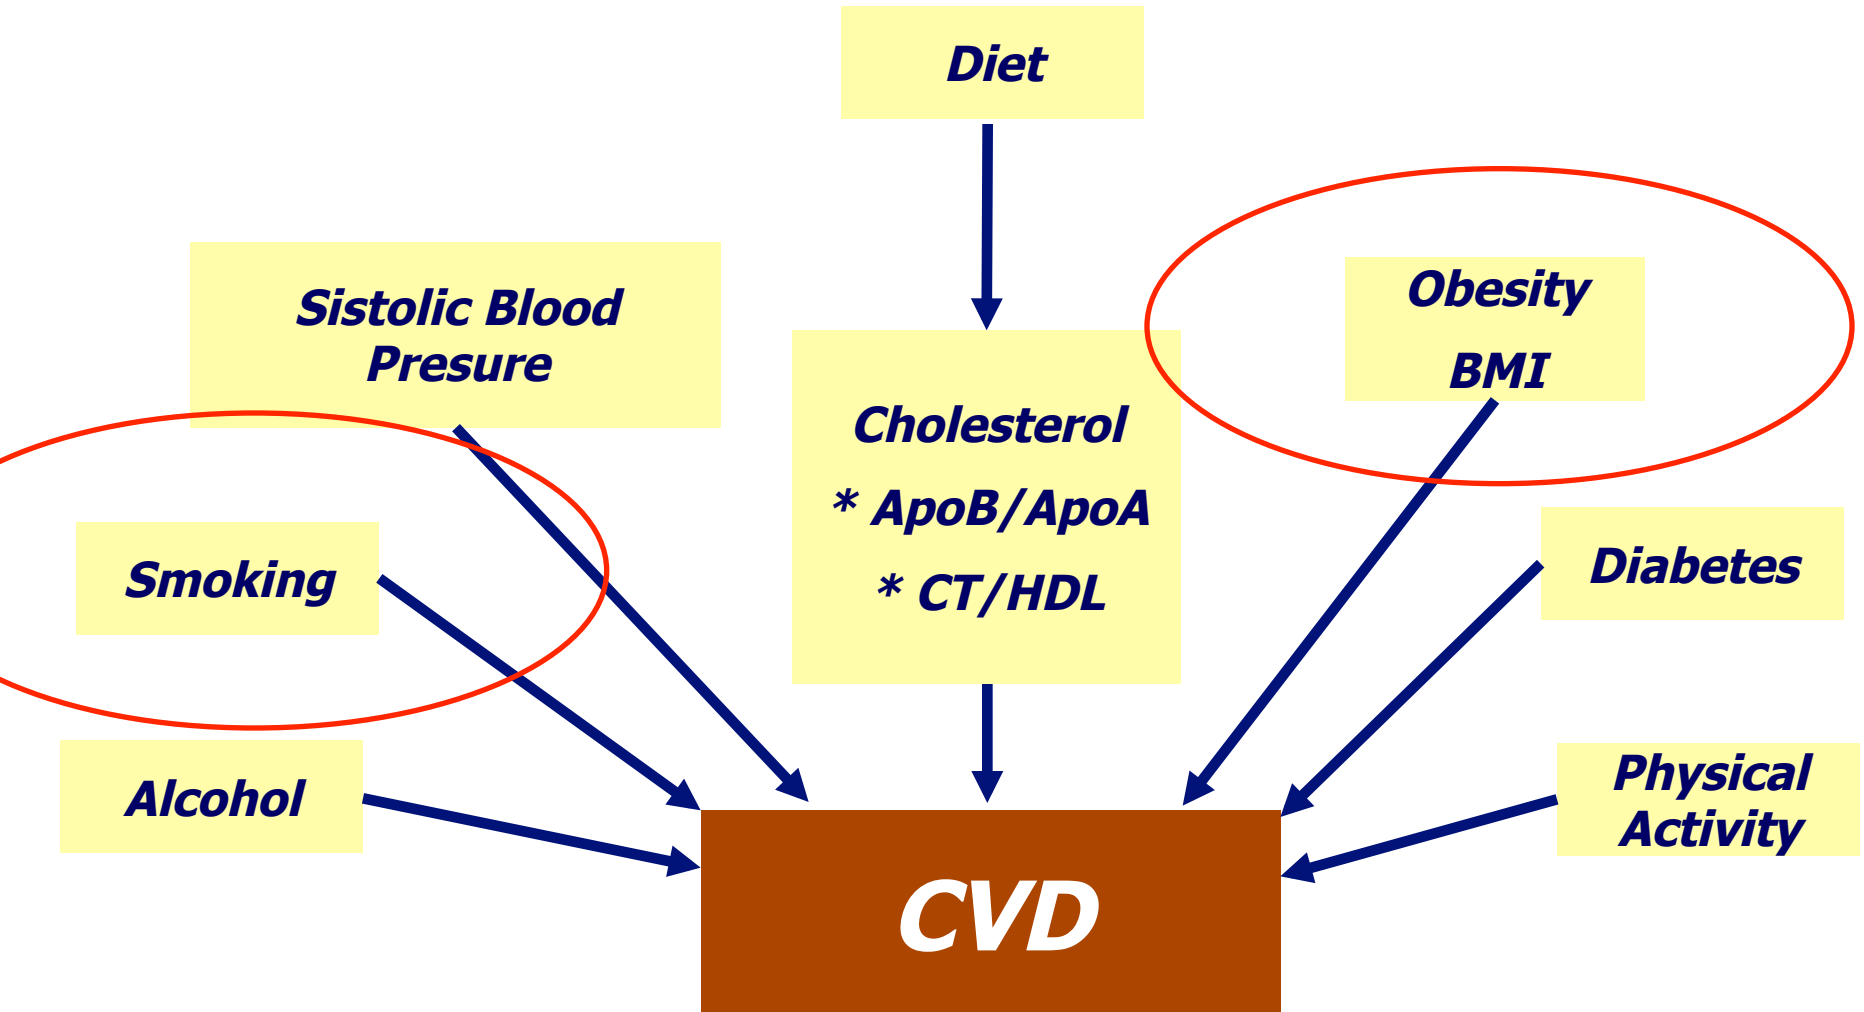 Diet
Sistolic Blood
Presure
Obesity
BMI
Cholesterol
* ApoB/ApoA
* CT/HDL
Smoking
Diabetes
Alcohol
Physical
Activity
CVD